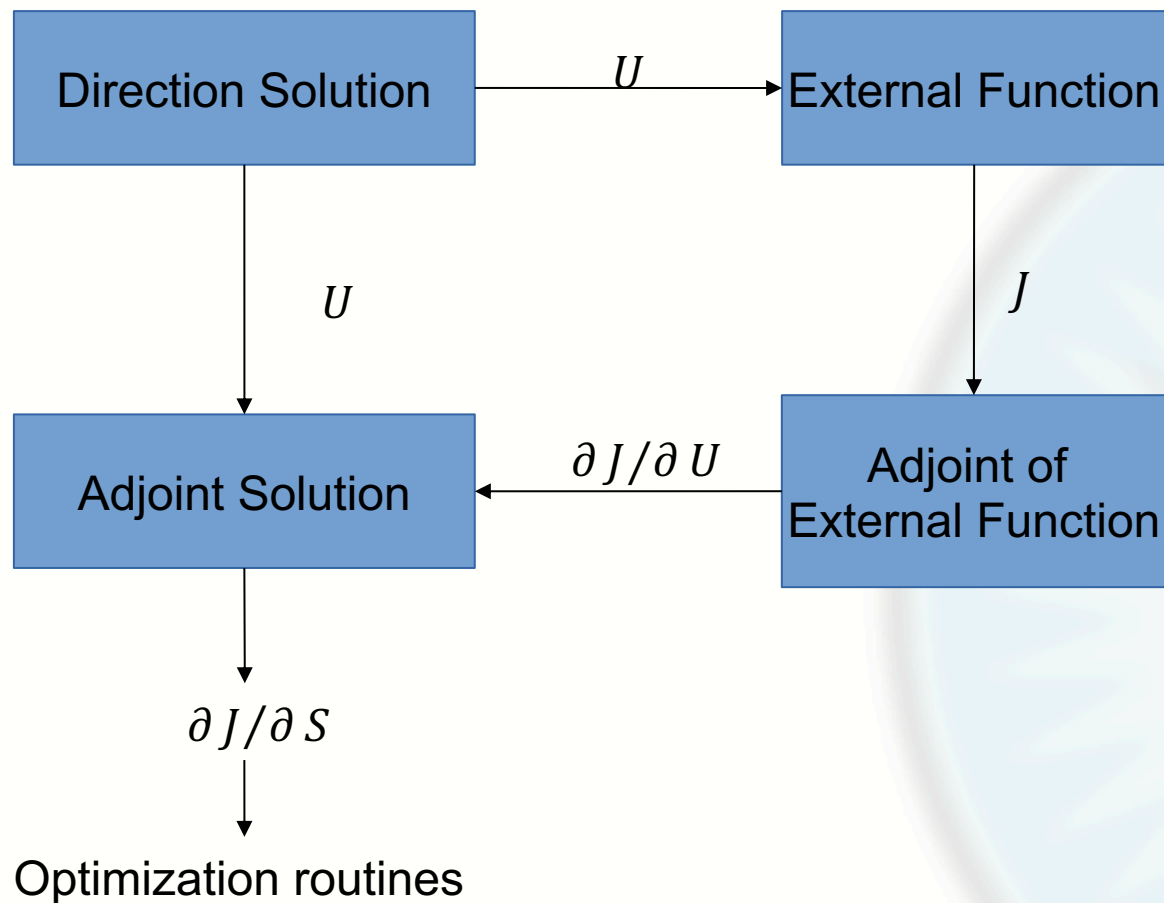 Direction Solution
U
External Function
U
J
∂ J/∂ U
Adjoint Solution
Adjoint of
External Function
∂ J/∂ S
Optimization routines